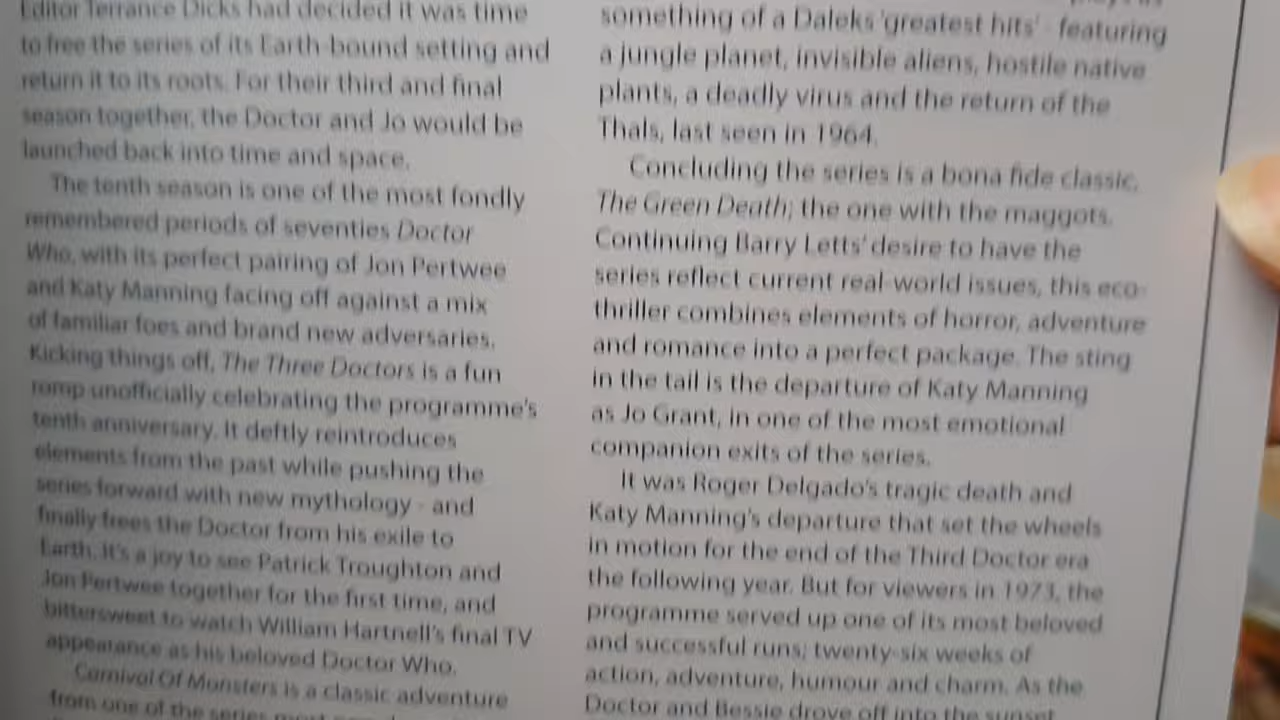 Editor Terrance Dicks had decided it was time
to free the series of its Earth-bound setting and
return it to its roots. For their third and final
season together, the Doctor and Jo would be
launched back into time and space.
The tenth season is one of the most fondly
remembered periods of seventies Doctor
Who, with its perfect pairing of Jon Pertwee
and Katy Manning facing off against a mix
of familiar foes and brand new adversaries.
Kicking things off, The Three Doctors is a fun
romp unofficially celebrating the programme's
tenth anniversary. It deftly reintroduces
elements from the past while pushing the
series forward with new mythology - and
finally frees the Doctor from his exile to
Earth. It's a joy to see Patrick Troughton and
Jon Pertwee together for the first time, and
bittersweet to watch William Hartnell's final TV
appearance as his beloved Doctor Who.
Carnival Of Monsters is a classic adventure
from one of the series most
something of a Daleks 'greatest hits' - featuring
a jungle planet, invisible aliens, hostile native
plants, a deadly virus and the return of the
Thals, last seen in 1964.
Concluding the series is a bona fide classic,
The Green Death; the one with the maggots.
Continuing Barry Letts' desire to have the
series reflect current real-world issues, this eco-
thriller combines elements of horror, adventure
and romance into a perfect package. The sting
in the tail is the departure of Katy Manning
as Jo Grant, in one of the most emotional
companion exits of the series.
It was Roger Delgado's tragic death and
Katy Manning's departure that set the wheels
in motion for the end of the Third Doctor era
the following year. But for viewers in 1973, the
programme served up one of its most beloved
and successful runs; twenty-six weeks of
action, adventure, humour and charm. As the
Doctor and Bessie drove off into the sunset